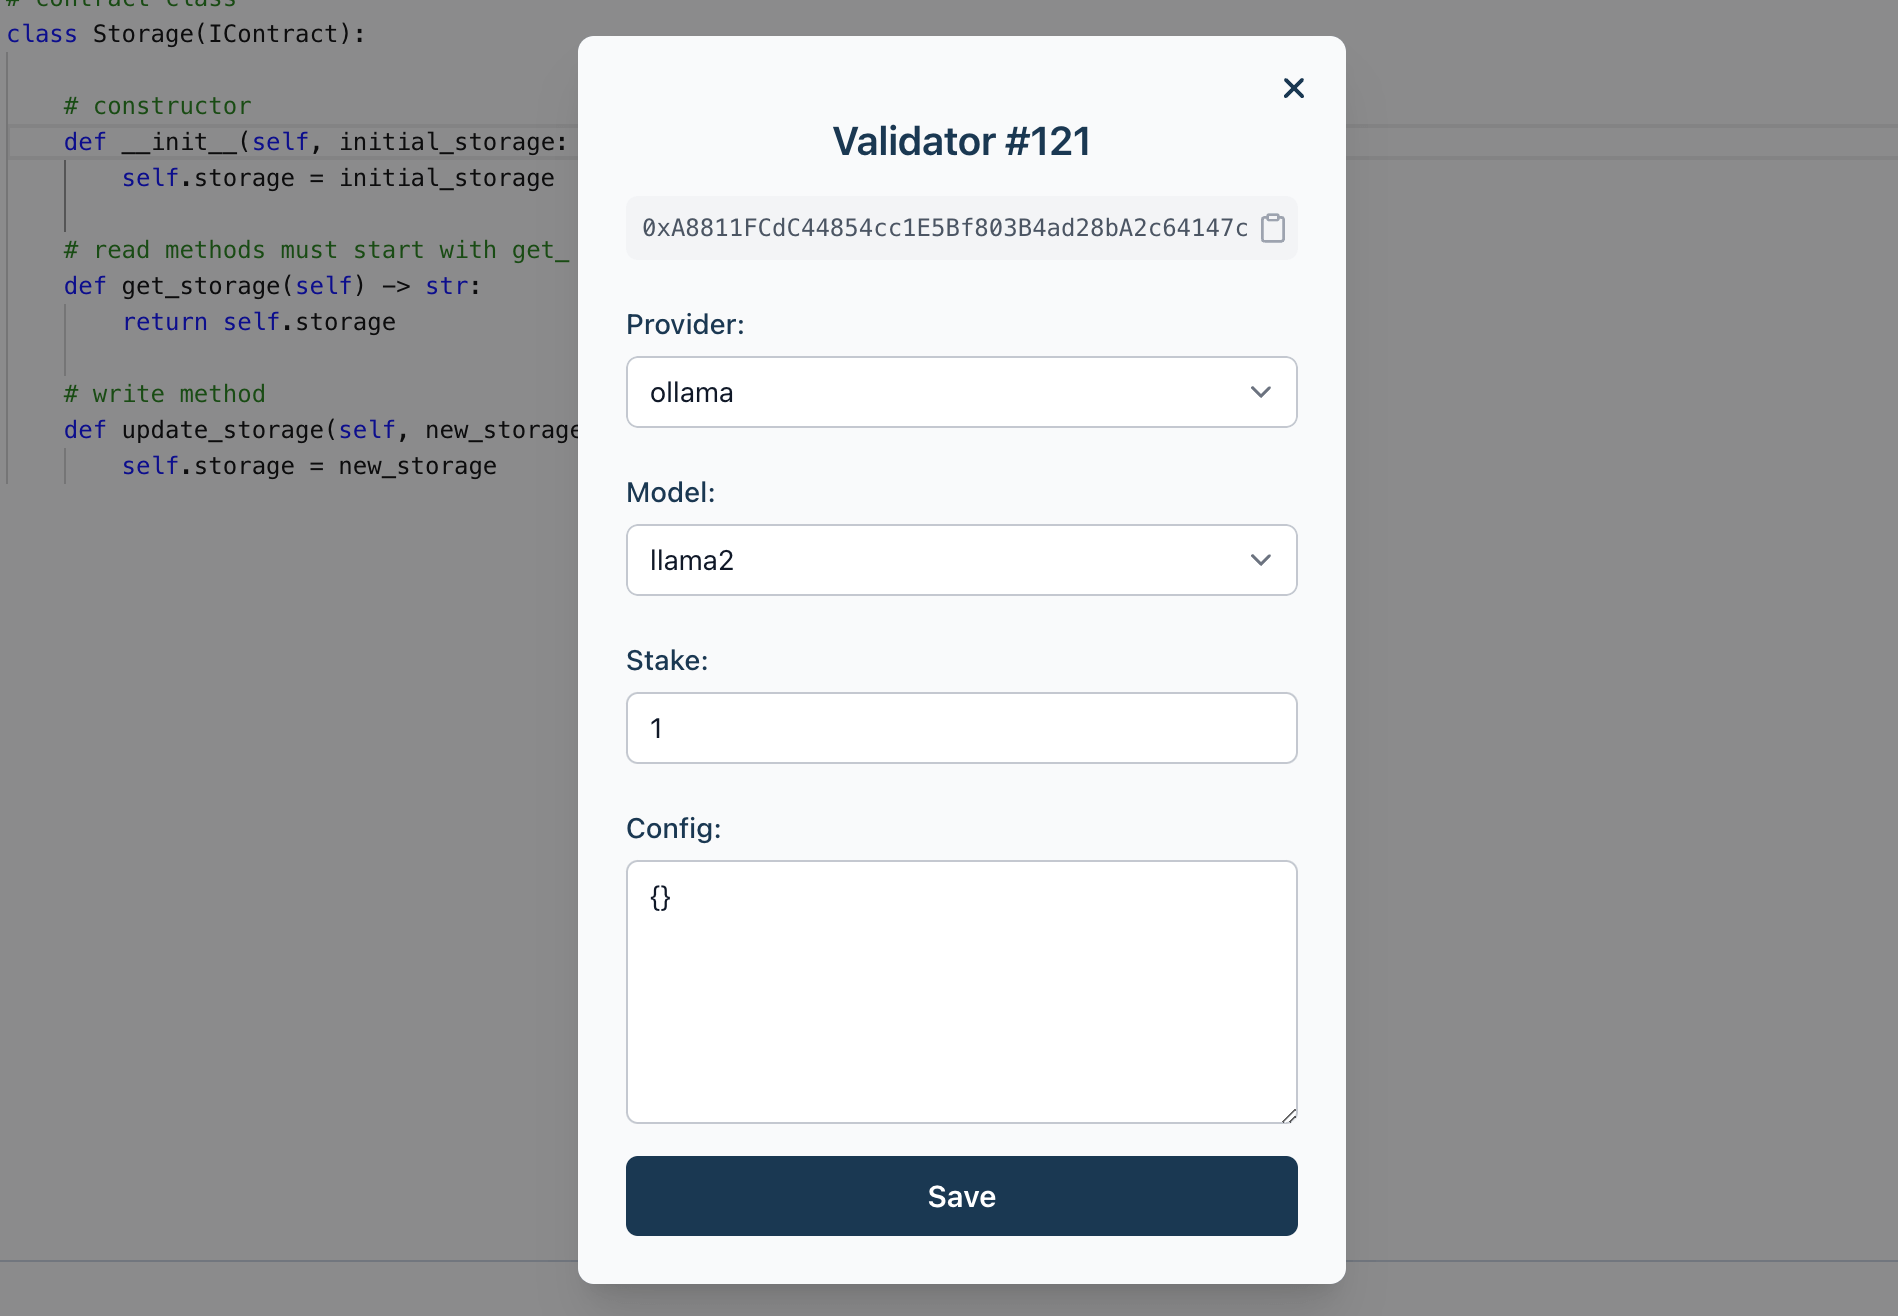 # contract class
class Storage(IContract):
# constructor
def __init__(self, initial_storage:
self.storage = initial_storage
# read methods must start with get_
def get_storage(self) -> str:
return self.storage
# write method
def update_storage(self, new_storage
self.storage = new_storage
Validator #121
0xA8811FCdC44854cc1E5Bf803B4ad28bA2c64147c
Provider:
ollama
Model:
llama2
Stake:
1
Config:
{}
Save